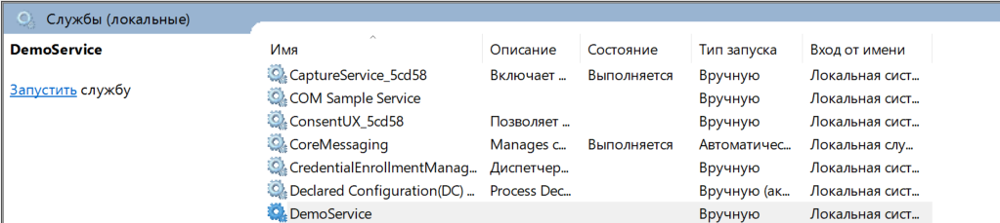 Службы (локальные)
DemoService
Запустить службу
Имя Описание Состояние Тип запуска Вход от имени
CaptureService_5cd58 Включает ... Выполняется Вручную Локальная сист...
COM Sample Service Вручную Локальная сист...
ConsentUX_5cd58 Позволяет ... Вручную Локальная сист...
CoreMessaging Manages c... Выполняется Автоматичес... Локальная слу...
CredentialEnrollmentManag... Диспетчер... Вручную Локальная сист...
Declared Configuration(DC) ... Process Dec... Вручную (ак... Локальная сист...
DemoService Вручную Локальная сист...